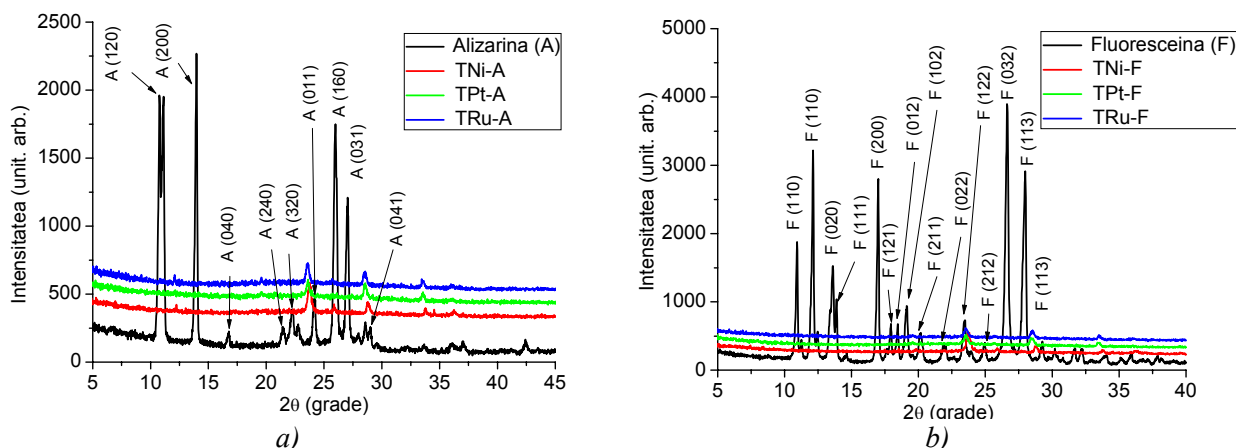 2500
2000
1500
1000
500
0
Intensitatea (unit. arb.)
5 10 15 20 25 30 35 40 45
2θ (grade)
a)
Alizarina (A)
TNi-A
TPt-A
TRu-A
A (120)
A (200)
A (040)
A (240)
A (320)
A (011)
A (160)
A (031)
A (041)
5000
4000
3000
2000
1000
0
Intensitatea (unit. arb.)
5 10 15 20 25 30 35 40
2θ (grade)
b)
Fluoresceina (F)
TNi-F
TPt-F
TRu-F
F (110)
F (110)
F (020)
F (111)
F (200)
F (121)
F (012)
F (102)
F (211)
F (022)
F (122)
F (212)
F (032)
F (113)
F (113)